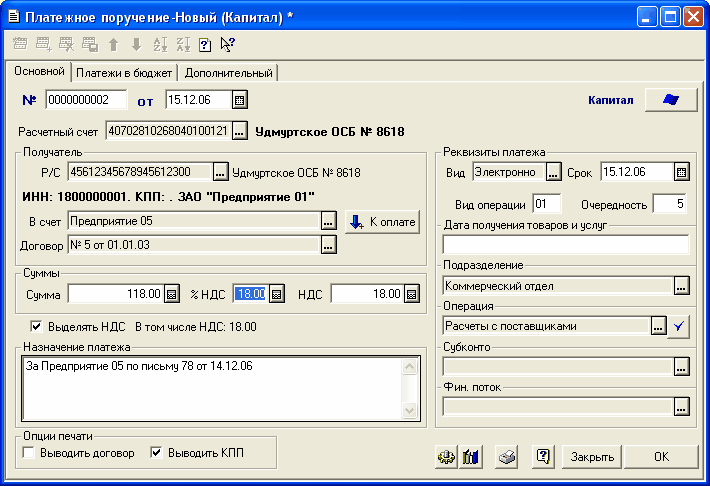 Платежное поручение-Новый (Капитал) *
Основной Платежи в бюджет Дополнительный
№ 0000000002 от 15.12.06 Капитал
Расчетный счет 40702810268040100121 ... Удмуртское ОСБ № 8618
Получатель
Р/С 45612345678945612300 ... Удмуртское ОСБ № 8618
ИНН: 1800000001. КПП: . ЗАО "Предприятие 01"
В счет Предприятие 05 ... К оплате
Договор № 5 от 01.01.03 ...
Суммы
Сумма 118.00 % НДС 18.00 НДС 18.00
Выделять НДС В том числе НДС: 18.00
Назначение платежа
За Предприятие 05 по письму 78 от 14.12.06
Опции печати
Выводить договор Выводить КПП
Реквизиты платежа
Вид Электронно ... Срок 15.12.06
Вид операции 01 Очередность 5
Дата получения товаров и услуг
Подразделение
Коммерческий отдел ...
Операция
Расчеты с поставщиками ...
Субконто
...
Фин. поток
...
Закрыть OK